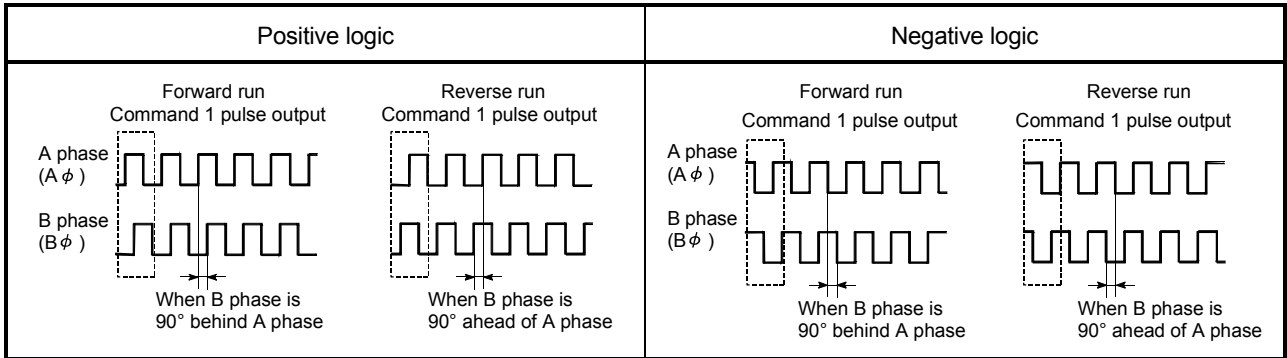 Positive logic
Negative logic
Forward run
Command 1 pulse output
Reverse run
Command 1 pulse output
A phase
(Aϕ)
B phase
(Bϕ)
When B phase is
90° behind A phase
When B phase is
90° ahead of A phase
Forward run
Command 1 pulse output
Reverse run
Command 1 pulse output
A phase
(Aϕ)
B phase
(Bϕ)
When B phase is
90° behind A phase
When B phase is
90° ahead of A phase